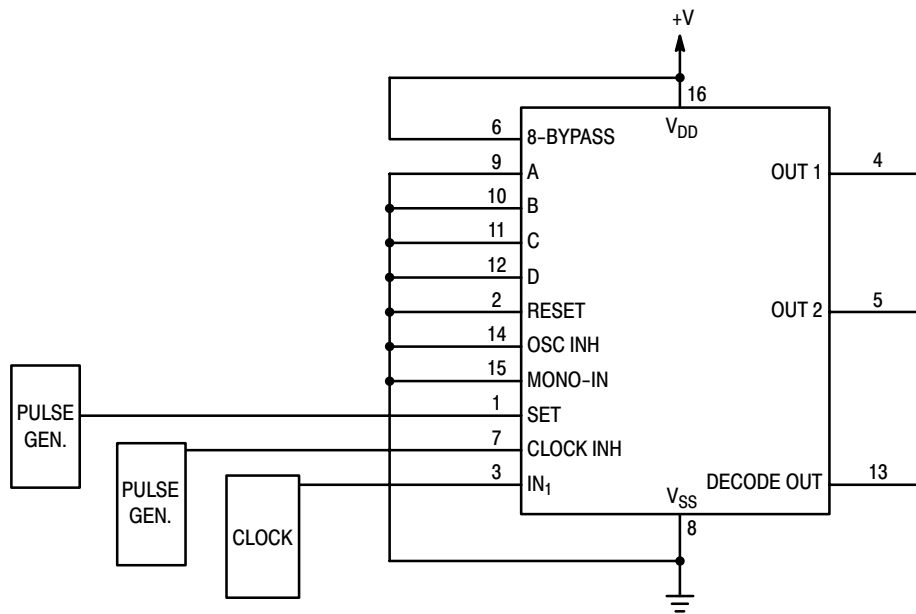 +V
16
VDD
6
8-BYPASS
9
A
OUT 1
4
10
B
11
C
12
D
2
RESET
OUT 2
5
14
OSC INH
15
MONO-IN
1
SET
PULSE
GEN.
7
CLOCK INH
PULSE
GEN.
3
IN1
DECODE OUT
13
VSS
8
CLOCK